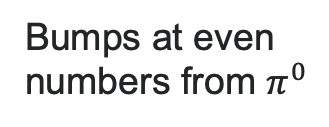 Bumps at even
numbers from π⁰